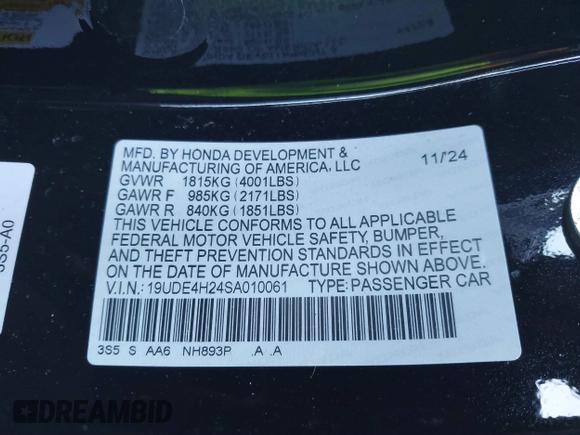 MFD. BY HONDA DEVELOPMENT &
MANUFACTURING OF AMERICA, LLC 11/24
GVWR 1815KG (4001LBS)
GAWR F 985KG (2171LBS)
GAWR R 840KG (1851LBS)
THIS VEHICLE CONFORMS TO ALL APPLICABLE
FEDERAL MOTOR VEHICLE SAFETY, BUMPER,
AND THEFT PREVENTION STANDARDS IN EFFECT
ON THE DATE OF MANUFACTURE SHOWN ABOVE.
V.I.N.: 19UDE4H24SA010061 TYPE: PASSENGER CAR
3S5 S AA6 NH893P .A .A
3S5-A0
DREAMBID